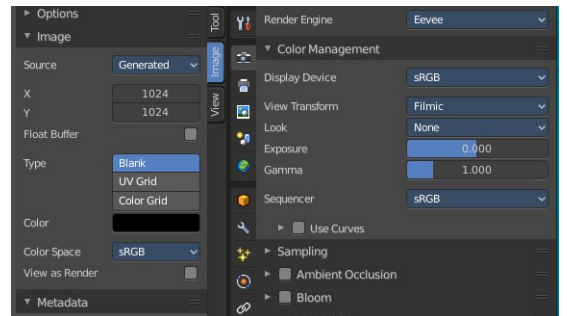 Options
Image
Source Generated
X 1024
Y 1024
Float Buffer
Type Blank
UV Grid
Color Grid
Color
Color Space sRGB
View as Render
Metadata
Tool
Image
View
Render Engine Eevee
Color Management
Display Device sRGB
View Transform Filmic
Look None
Exposure 0.000
Gamma 1.000
Sequencer sRGB
Use Curves
Sampling
Ambient Occlusion
Bloom